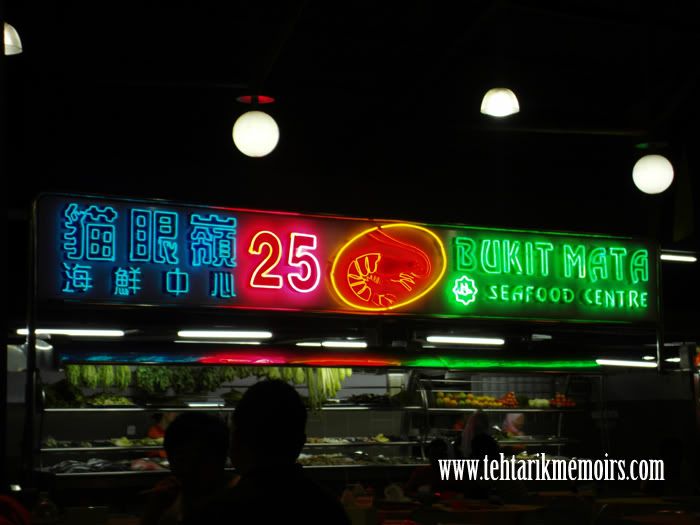 貓眼嶺
海鮮中心
25
BUKIT MATA
SEAFOOD CENTRE
www.tehtarikmemoirs.com